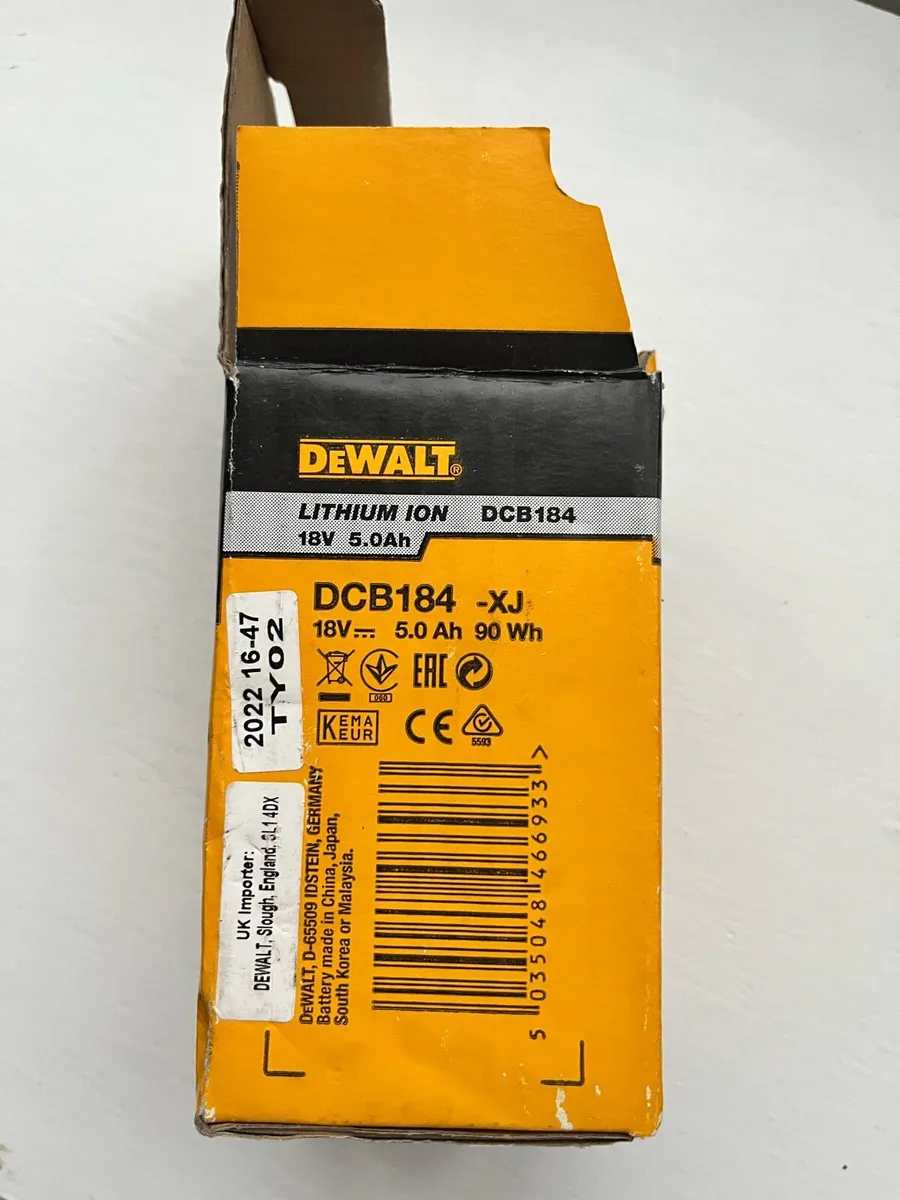 DEWALT®
LITHIUM ION DCB184
18V 5.0Ah
DCB184 -XJ
18V 5.0 Ah 90 Wh
060
EAC
KEMA
EUR
CE
5593
2022 16-47
TY02
UK Importer:
DEWALT, Slough, England, SL1 4DX
DEWALT, D-65509 IDSTEIN, GERMANY
Battery made in China, Japan,
South Korea or Malaysia.
5 035048 466933 >